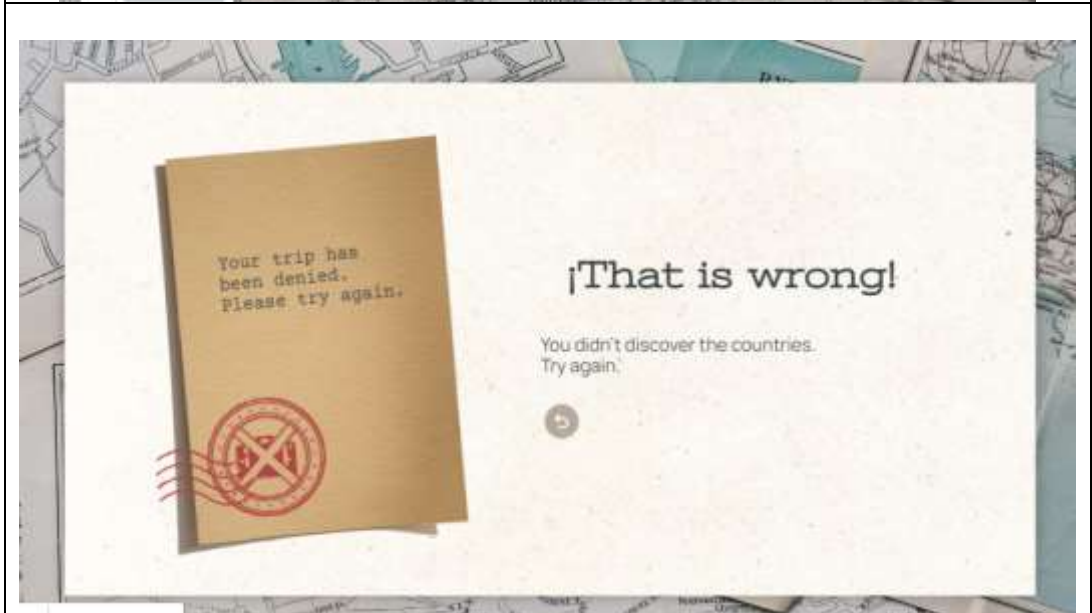 Your trip has
been denied.
Please try again.
¡That is wrong!
You didn't discover the countries.
Try again.`